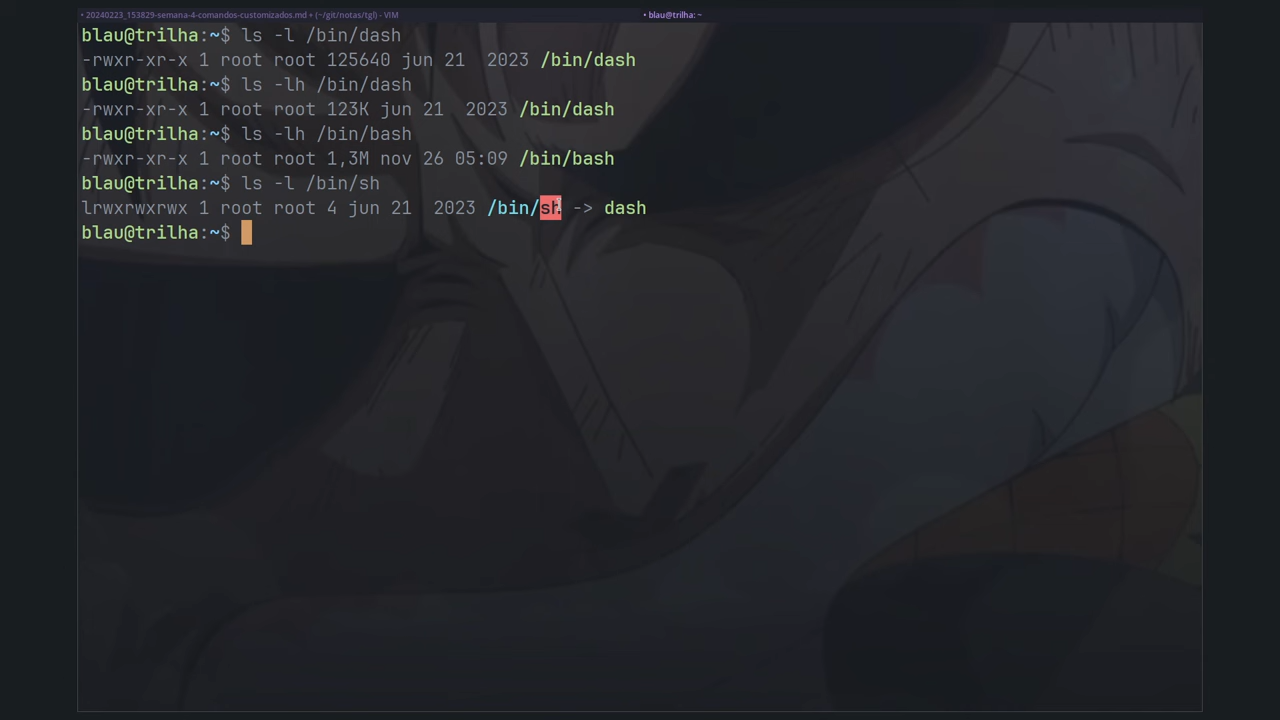 • 20240223_153829-semana-4-comandos-customizados.md + (~/git/notas/tgl) - VIM
• blau@trilha: ~
blau@trilha:~$ ls -l /bin/dash
-rwxr-xr-x 1 root root 125640 jun 21  2023 /bin/dash
blau@trilha:~$ ls -lh /bin/dash
-rwxr-xr-x 1 root root 123K jun 21  2023 /bin/dash
blau@trilha:~$ ls -lh /bin/bash
-rwxr-xr-x 1 root root 1,3M nov 26 05:09 /bin/bash
blau@trilha:~$ ls -l /bin/sh
lrwxrwxrwx 1 root root 4 jun 21  2023 /bin/sh -> dash
blau@trilha:~$